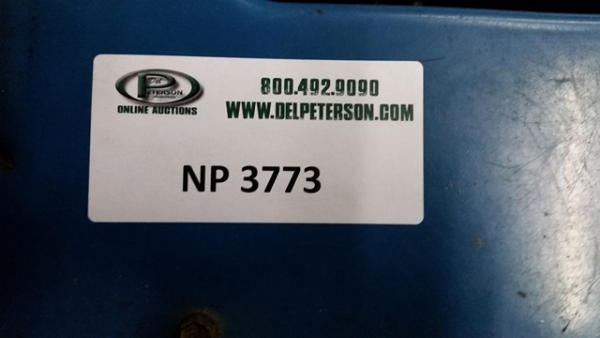 Del
PETERSON
ONLINE AUCTIONS
800.492.9090
WWW.DELPETERSON.COM
NP 3773